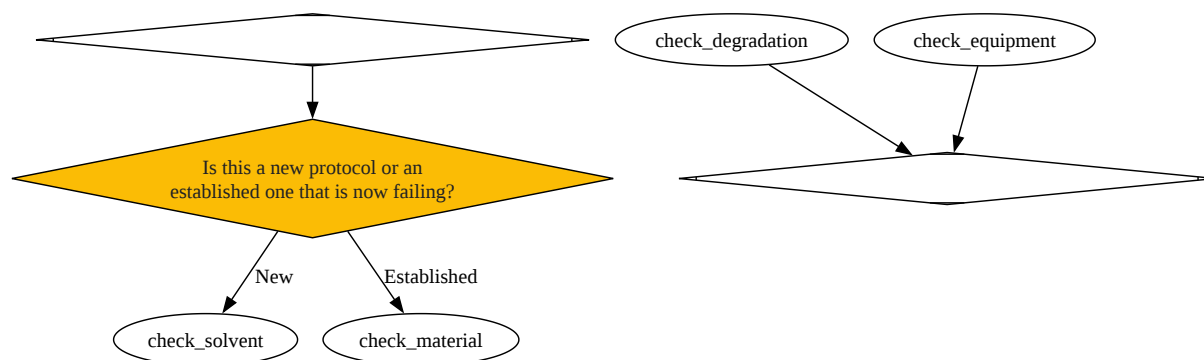 check_degradation
check_equipment
Is this a new protocol or an
established one that is now failing?
New
Established
check_solvent
check_material